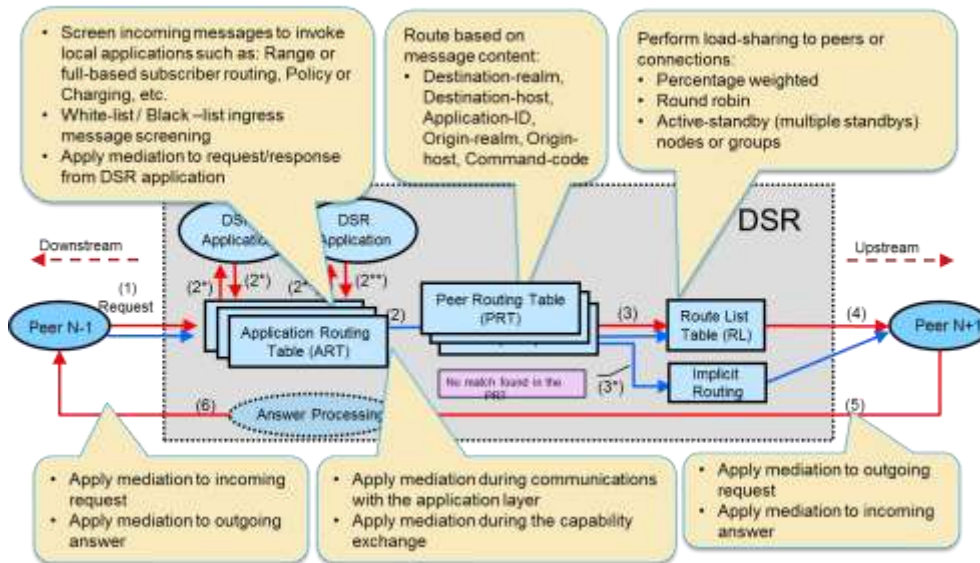 • Screen incoming messages to invoke
local applications such as: Range or
full-based subscriber routing, Policy or
Charging, etc.
• White-list / Black –list ingress
message screening
• Apply mediation to request/response
from DSR application
Route based on
message content:
• Destination-realm,
Destination-host,
Application-ID,
Origin-realm, Origin-
host, Command-code
Perform load-sharing to peers or
connections:
• Percentage weighted
• Round robin
• Active-standby (multiple standbys)
nodes or groups
DSR
DSR
Application
DSR
Application
Downstream
Upstream
(1)
Request
(2*)
(2*)
(2*
(2**)
Peer N-1
Application Routing
Table (ART)
2)
Peer Routing Table
(PRT)
(3)
Route List
Table (RL)
(4)
Peer N+1
No match found in the
PRT
(3*)
Implicit
Routing
(6)
Answer Processing
(5)
• Apply mediation to incoming
request
• Apply mediation to outgoing
answer
• Apply mediation during communications
with the application layer
• Apply mediation during the capability
exchange
• Apply mediation to outgoing
request
• Apply mediation to incoming
answer